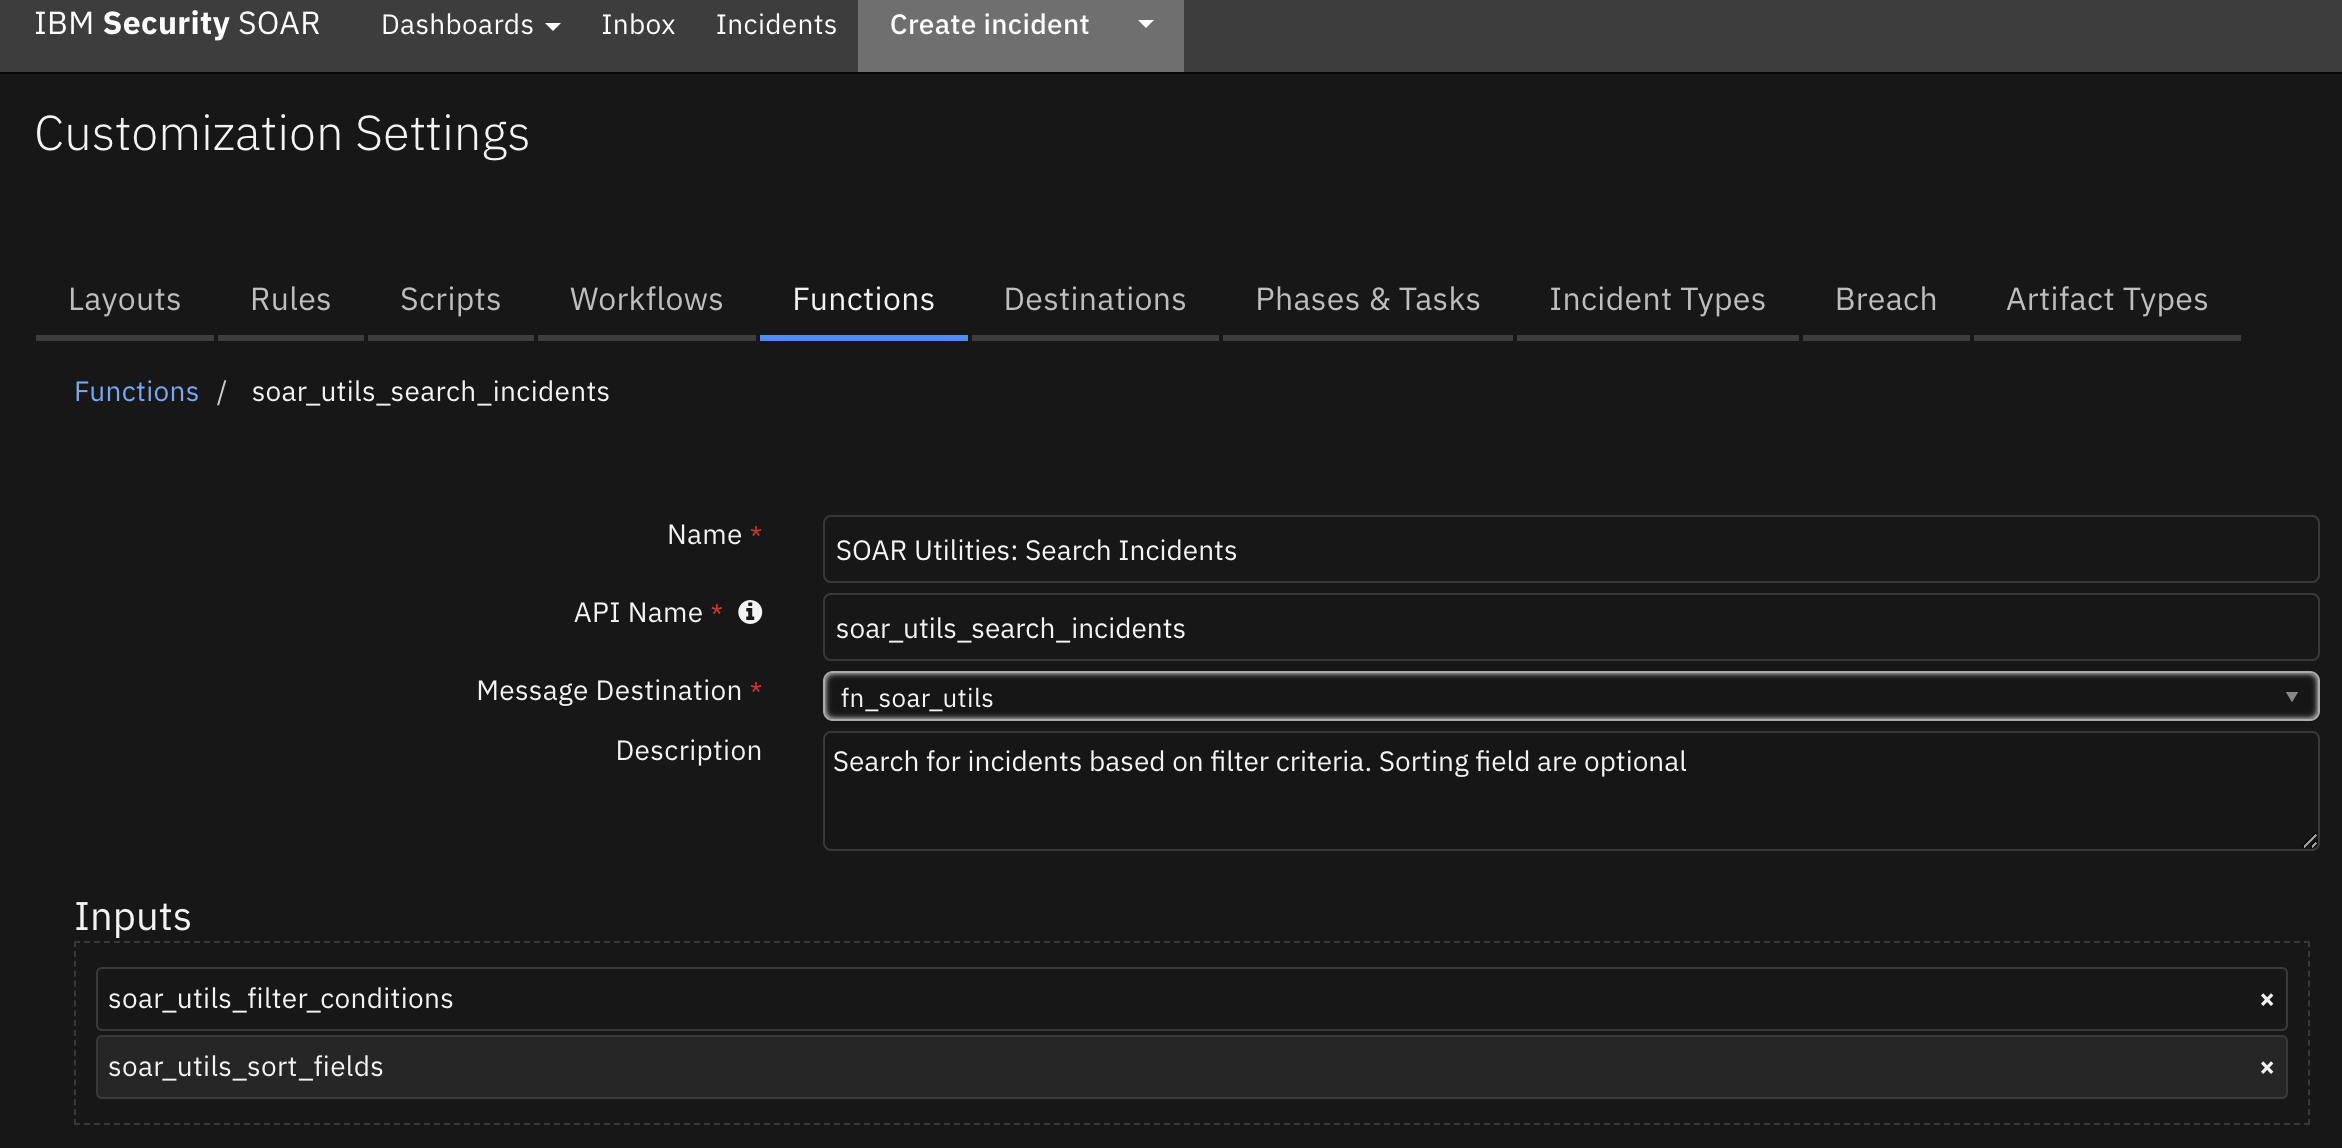 IBM Security SOAR Dashboards Inbox Incidents Create incident
Customization Settings
Layouts Rules Scripts Workflows Functions Destinations Phases & Tasks Incident Types Breach Artifact Types
Functions / soar_utils_search_incidents
Name * SOAR Utilities: Search Incidents
API Name * soar_utils_search_incidents
Message Destination * fn_soar_utils
Description Search for incidents based on filter criteria. Sorting field are optional
Inputs
soar_utils_filter_conditions ×
soar_utils_sort_fields ×